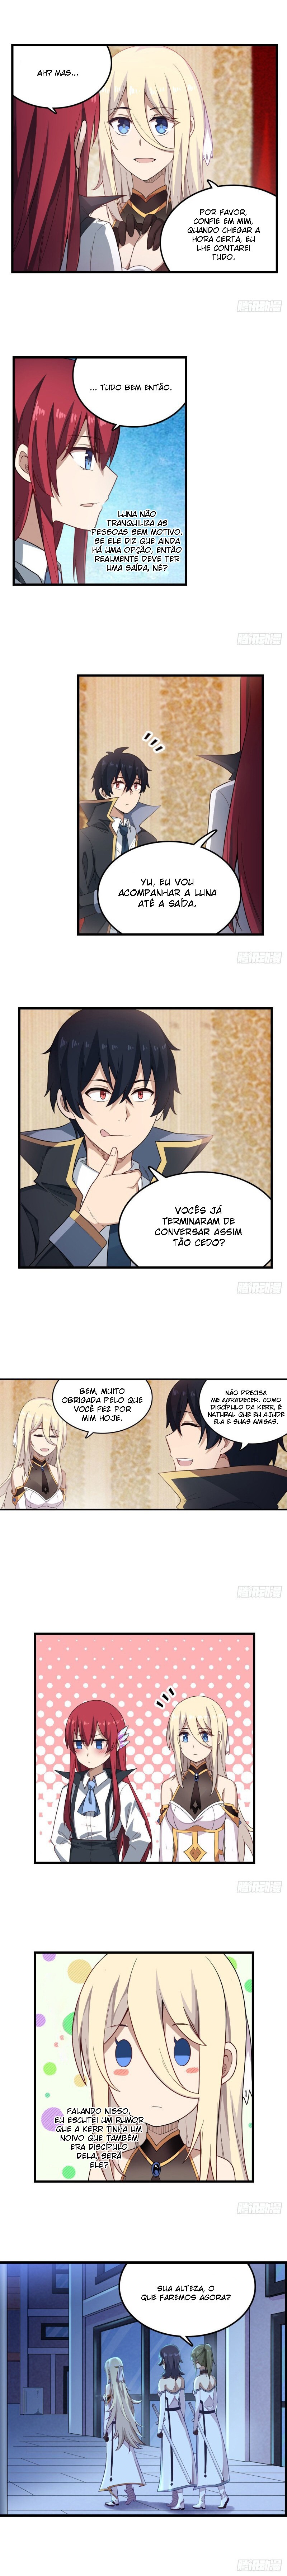 AH? MAS...
POR FAVOR,
CONFIE EM MIM,
QUANDO CHEGAR A
HORA CERTA, EU
LHE CONTAREI
TUDO.
... TUDO BEM ENTÃO.
LUNA NÃO
TRANQUILIZA AS
PESSOAS SEM MOTIVO.
SE ELE DIZ QUE AINDA
HÁ UMA OPÇÃO, ENTÃO
REALMENTE DEVE TER
UMA SAÍDA, NÉ?
YU, EU VOU
ACOMPANHAR A LUNA
ATÉ A SAÍDA.
VOCÊS JÁ
TERMINARAM DE
CONVERSAR ASSIM
TÃO CEDO?
BEM, MUITO
OBRIGADA PELO QUE
VOCÊ FEZ POR
MIM HOJE.
NÃO PRECISA
ME AGRADECER. COMO
DISCÍPULO DA KERR, É
NATURAL QUE EU AJUDE
ELA E SUAS AMIGAS.
FALANDO NISSO,
EU ESCUTEI UM RUMOR
QUE A KERR TINHA UM
NOIVO QUE TAMBÉM
ERA DISCÍPULO
DELA, SERÁ
ELE?
SUA ALTEZA, O
QUE FAREMOS AGORA?